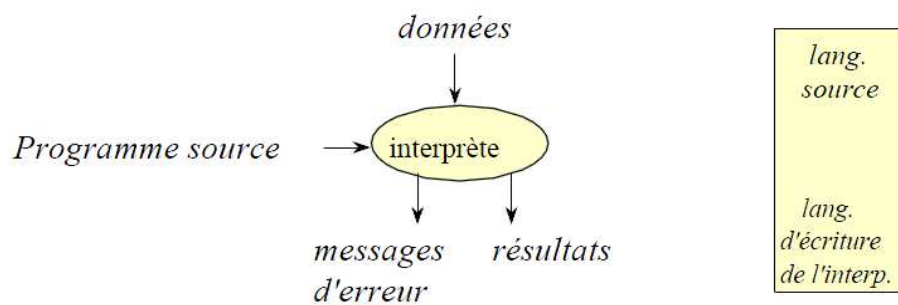 données
Programme source
interprète
messages
d'erreur
résultats
lang.
source
lang.
d'écriture
de l'interp.